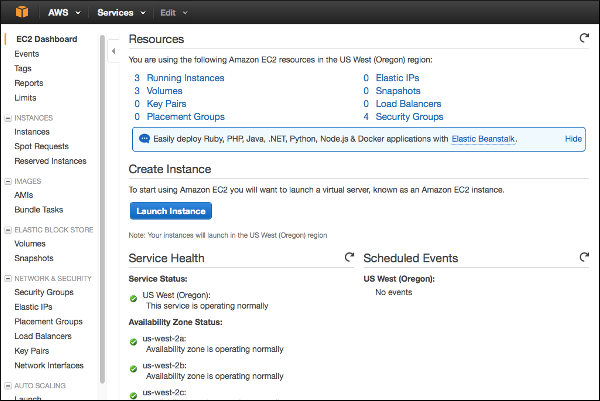 AWS Services Edit
EC2 Dashboard
Events
Tags
Reports
Limits
INSTANCES
Instances
Spot Requests
Reserved Instances
IMAGES
AMIs
Bundle Tasks
ELASTIC BLOCK STORE
Volumes
Snapshots
NETWORK & SECURITY
Security Groups
Elastic IPs
Placement Groups
Load Balancers
Key Pairs
Network Interfaces
AUTO SCALING
Launch
Resources
You are using the following Amazon EC2 resources in the US West (Oregon) region:
3 Running Instances
0 Elastic IPs
3 Volumes
0 Snapshots
0 Key Pairs
0 Load Balancers
0 Placement Groups
4 Security Groups
Easily deploy Ruby, PHP, Java, .NET, Python, Node.js & Docker applications with Elastic Beanstalk. Hide
Create Instance
To start using Amazon EC2 you will want to launch a virtual server, known as an Amazon EC2 instance.
Launch Instance
Note: Your instances will launch in the US West (Oregon) region
Service Health
Service Status:
US West (Oregon):
This service is operating normally
Availability Zone Status:
us-west-2a:
Availability zone is operating normally
us-west-2b:
Availability zone is operating normally
us-west-2c:
Scheduled Events
US West (Oregon):
No events